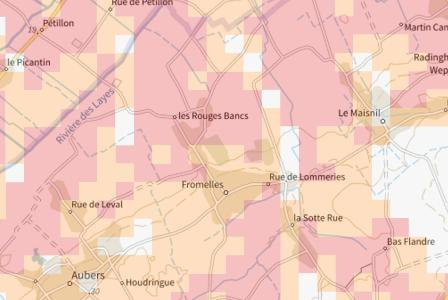 Rue de Pétillon
Pétillon
19
le Picantin
Rivière des Layes
les Rouges Bancs
Martin Cam
Radingh
Wep
Le Maisnil
Fromelles
Rue de Lommeries
Rue de Leval
la Sotte Rue
Bas Flandre
Aubers
Houdringue